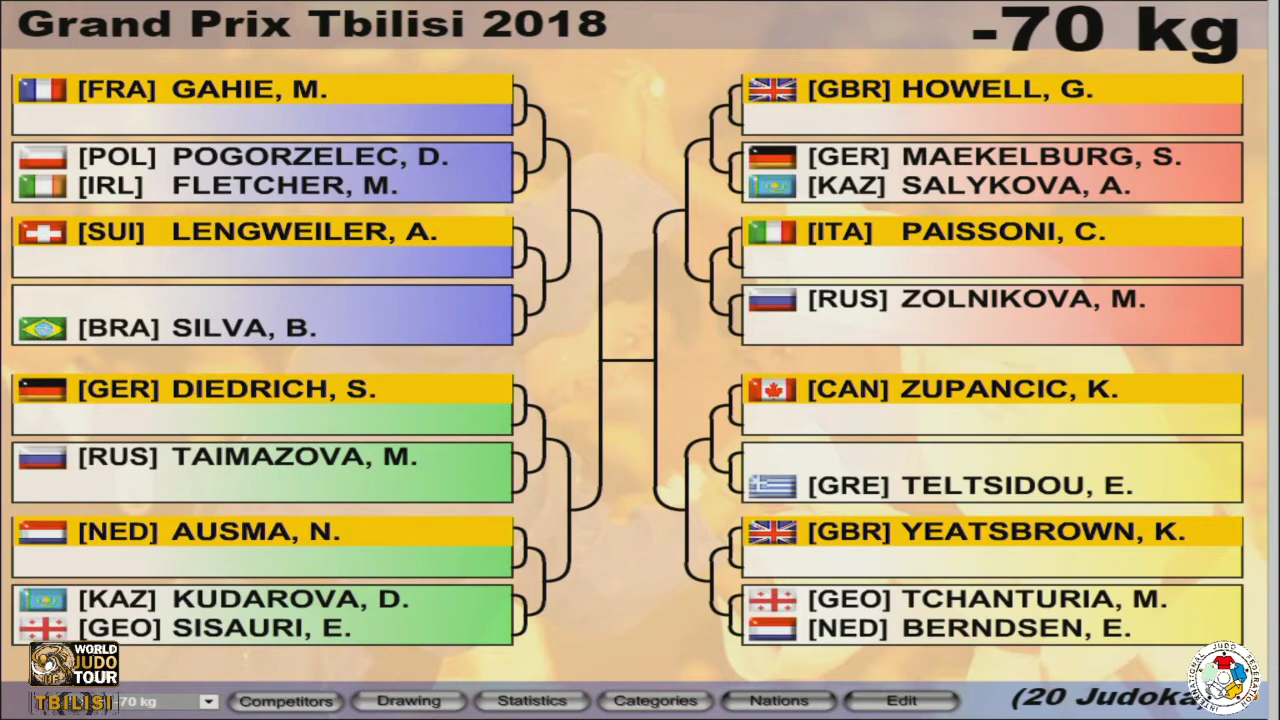 Grand Prix Tbilisi 2018
-70 kg
[FRA] GAHIE, M.
[POL] POGORZELEC, D.
[IRL] FLETCHER, M.
[SUI] LENGWEILER, A.
[BRA] SILVA, B.
[GER] DIEDRICH, S.
[RUS] TAIMAZOVA, M.
[NED] AUSMA, N.
[KAZ] KUDAROVA, D.
[GEO] SISAURI, E.
[GBR] HOWELL, G.
[GER] MAEKELBURG, S.
[KAZ] SALYKOVA, A.
[ITA] PAISSONI, C.
[RUS] ZOLNIKOVA, M.
[CAN] ZUPANCIC, K.
[GRE] TELTSIDOU, E.
[GBR] YEATSBROWN, K.
[GEO] TCHANTURIA, M.
[NED] BERNDSEN, E.
WORLD
JUDO
TOUR
TBILISI
-70 kg
Competitors
Drawing
Statistics
Categories
Nations
Edit
(20 Judoka)
INTERNATIONAL JUDO FEDERATION